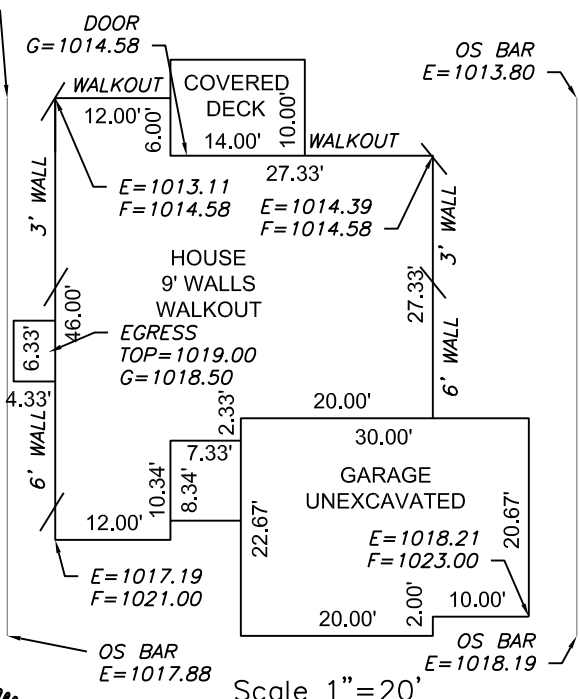 DOOR
G=1014.58
OS BAR
E=1013.80
WALKOUT
COVERED
DECK
12.00'
6.00'
14.00'
10.00'
WALKOUT
27.33'
3' WALL
E=1013.11
F=1014.58
E=1014.39
F=1014.58
3' WALL
HOUSE
9' WALLS
WALKOUT
46.00'
27.33'
6.33'
EGRESS
TOP=1019.00
G=1018.50
4.33'
6' WALL
6' WALL
2.33'
20.00'
30.00'
7.33'
10.34'
8.34'
GARAGE
UNEXCAVATED
22.67'
20.67'
12.00'
E=1018.21
F=1023.00
E=1017.19
F=1021.00
20.00'
2.00'
10.00'
OS BAR
E=1017.88
OS BAR
E=1018.19
Scale 1"=20'